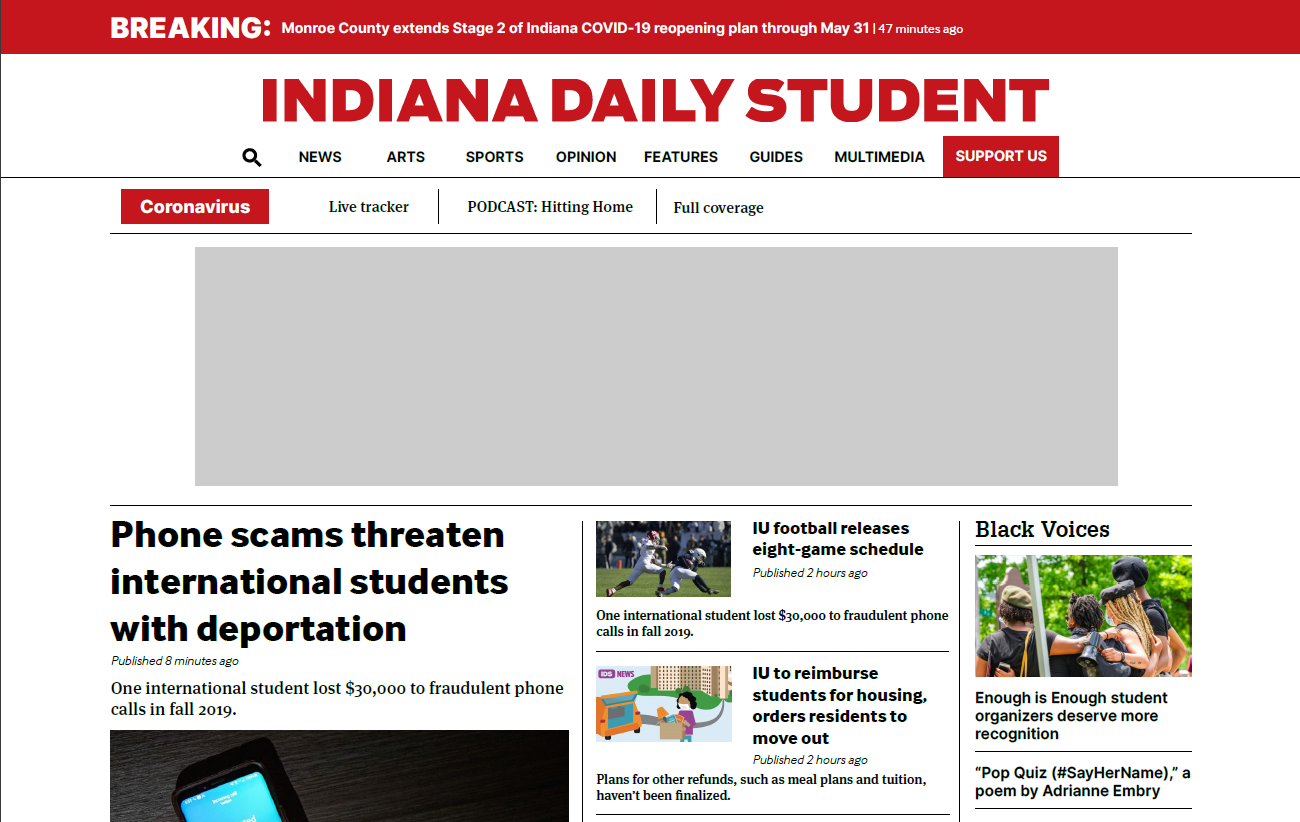 BREAKING: Monroe County extends Stage 2 of Indiana COVID-19 reopening plan through May 31 | 47 minutes ago
INDIANA DAILY STUDENT
NEWS ARTS SPORTS OPINION FEATURES GUIDES MULTIMEDIA SUPPORT US
Coronavirus Live tracker PODCAST: Hitting Home Full coverage
Phone scams threaten
international students
with deportation
Published 8 minutes ago
One international student lost $30,000 to fraudulent phone
calls in fall 2019.
IU football releases
eight-game schedule
Published 2 hours ago
One international student lost $30,000 to fraudulent phone
calls in fall 2019.
IDS NEWS
IU to reimburse
students for housing,
orders residents to
move out
Published 2 hours ago
Plans for other refunds, such as meal plans and tuition,
haven’t been finalized.
Black Voices
Enough is Enough student
organizers deserve more
recognition
“Pop Quiz (#SayHerName),” a
poem by Adrianne Embry